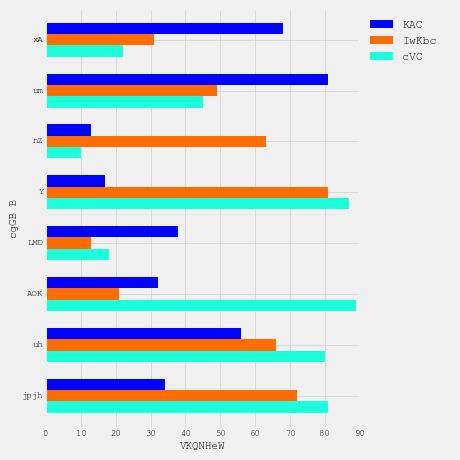 KAC
IwKbc
cVC
xA
um
nZ
Y
LMD
AOK
uh
jpjh
cgGB B
0 10 20 30 40 50 60 70 80 90
VKQNHeW